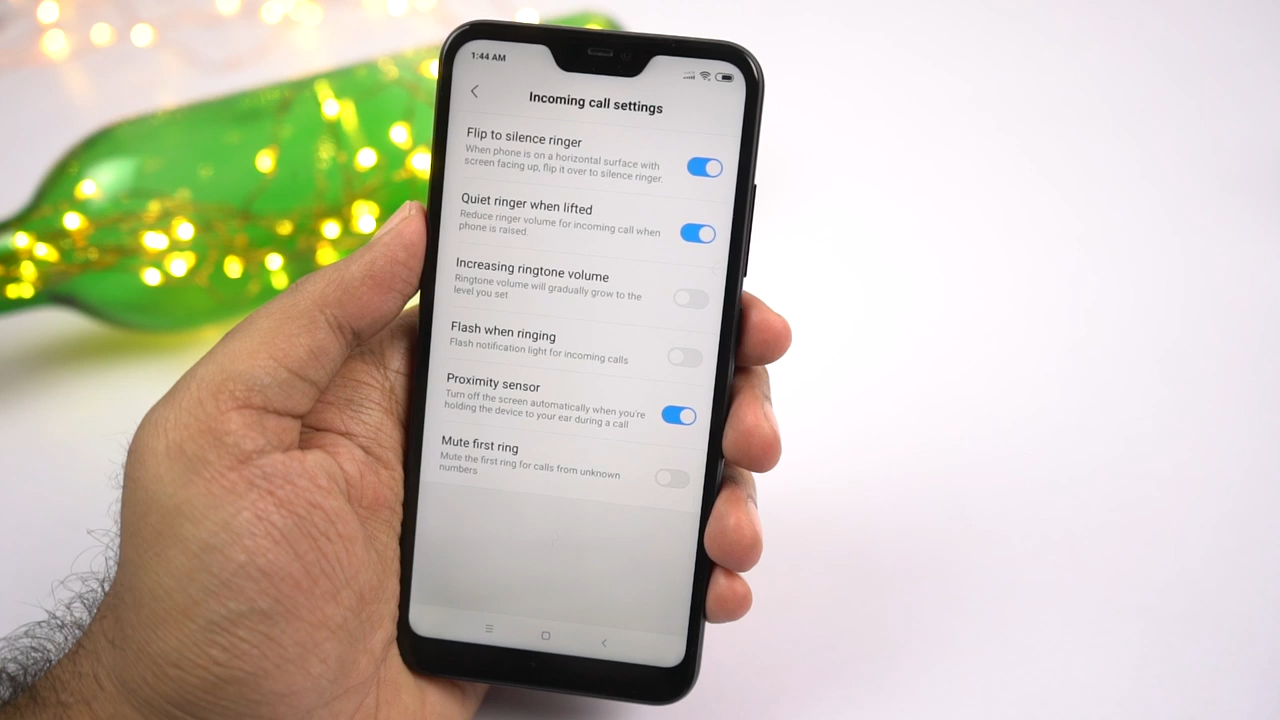 1:44 AM
Incoming call settings
Flip to silence ringer
When phone is on a horizontal surface with
screen facing up, flip it over to silence ringer.
Quiet ringer when lifted
Reduce ringer volume for incoming call when
phone is raised.
Increasing ringtone volume
Ringtone volume will gradually grow to the
level you set
Flash when ringing
Flash notification light for incoming calls
Proximity sensor
Turn off the screen automatically when you're
holding the device to your ear during a call
Mute first ring
Mute the first ring for calls from unknown
numbers